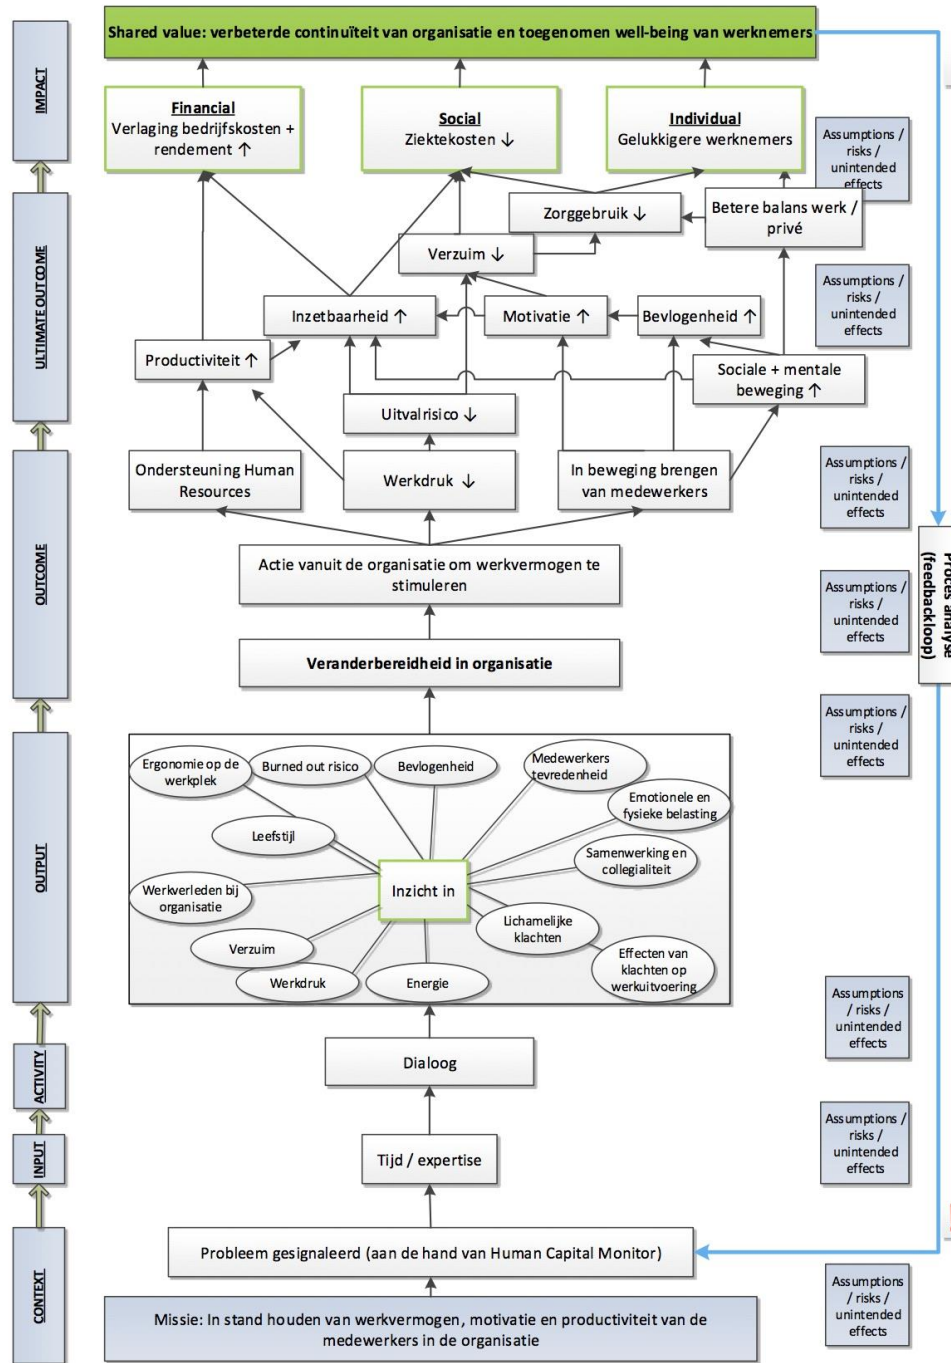 Shared value: verbeterde continuïteit van organisatie en toegenomen well-being van werknemers
IMPACT
Financial
Verlaging bedrijfskosten +
rendement ↑
Social
Ziektekosten ↓
Individual
Gelukkigere werknemers
Assumptions /
risks /
unintended
effects
ULTIMATE OUTCOME
Zorggebruik ↓
Betere balans werk /
privé
Verzuim ↓
Assumptions /
risks /
unintended
effects
Inzetbaarheid ↑
Motivatie ↑
Bevlogenheid ↑
Productiviteit ↑
Sociale + mentale
beweging ↑
Uitvalrisico ↓
OUTCOME
Ondersteuning Human
Resources
Werkdruk ↓
In beweging brengen
van medewerkers
Assumptions /
risks /
unintended
effects
Actie vanuit de organisatie om werkvermogen te
stimuleren
Assumptions /
risks /
unintended
effects
Proces analyse
(feedbackloop)
Veranderbereidheid in organisatie
Assumptions /
risks /
unintended
effects
OUTPUT
Ergonomie op de
werkplek
Burned out risico
Bevlogenheid
Medewerkers
tevredenheid
Emotionele en
fysieke belasting
Leefstijl
Samenwerking en
collegialiteit
Inzicht in
Werkverleden bij
organisatie
Lichamelijke
klachten
Verzuim
Effecten van
klachten op
werkuitvoering
Werkdruk
Energie
Assumptions
/ risks /
unintended
effects
ACTIVITY
Dialoog
INPUT
Tijd / expertise
Assumptions
/ risks /
unintended
effects
CONTEXT
Probleem gesignaleerd (aan de hand van Human Capital Monitor)
Missie: In stand houden van werkvermogen, motivatie en productiviteit van de
medewerkers in de organisatie
Assumptions
/ risks /
unintended
effects